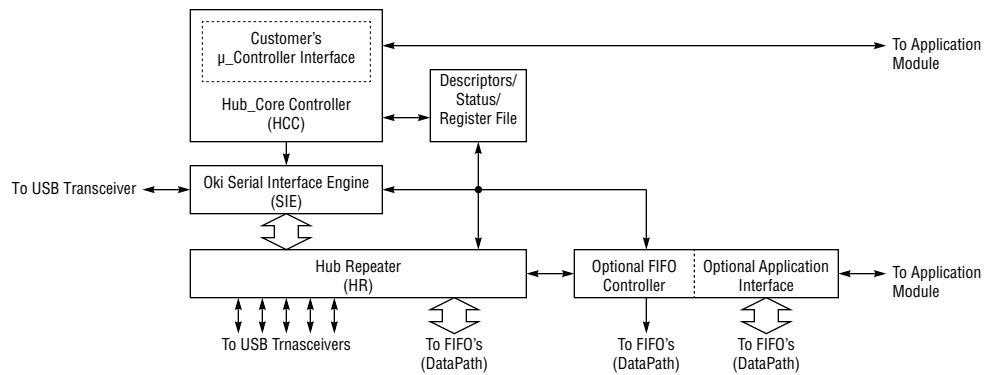 Customer's
μ_Controller Interface
Hub_Core Controller
(HCC)
Descriptors/
Status/
Register File
To Application
Module
To USB Transceiver
Oki Serial Interface Engine
(SIE)
Hub Repeater
(HR)
Optional FIFO
Controller
Optional Application
Interface
To Application
Module
To USB Trnasceivers
To FIFO's
(DataPath)
To FIFO's
(DataPath)
To FIFO's
(DataPath)